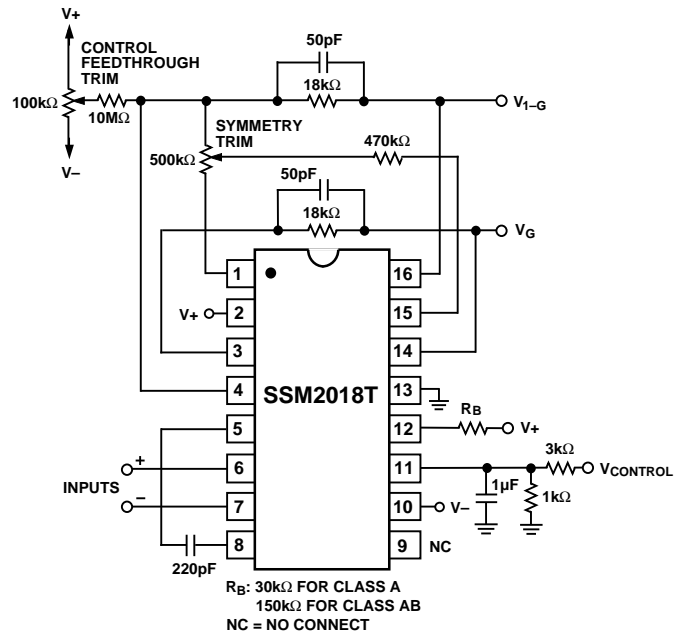 V+
CONTROL
FEEDTHROUGH
TRIM
100kΩ
10MΩ
V–
50pF
18kΩ
V1–G
SYMMETRY
TRIM
500kΩ
470kΩ
50pF
18kΩ
VG
1
2
3
4
5
6
7
8
V+
INPUTS
+
–
220pF
SSM2018T
16
15
14
13
12
11
10
9
RB
V+
3kΩ
VCONTROL
1µF
1kΩ
V–
NC
RB: 30kΩ FOR CLASS A
150kΩ FOR CLASS AB
NC = NO CONNECT